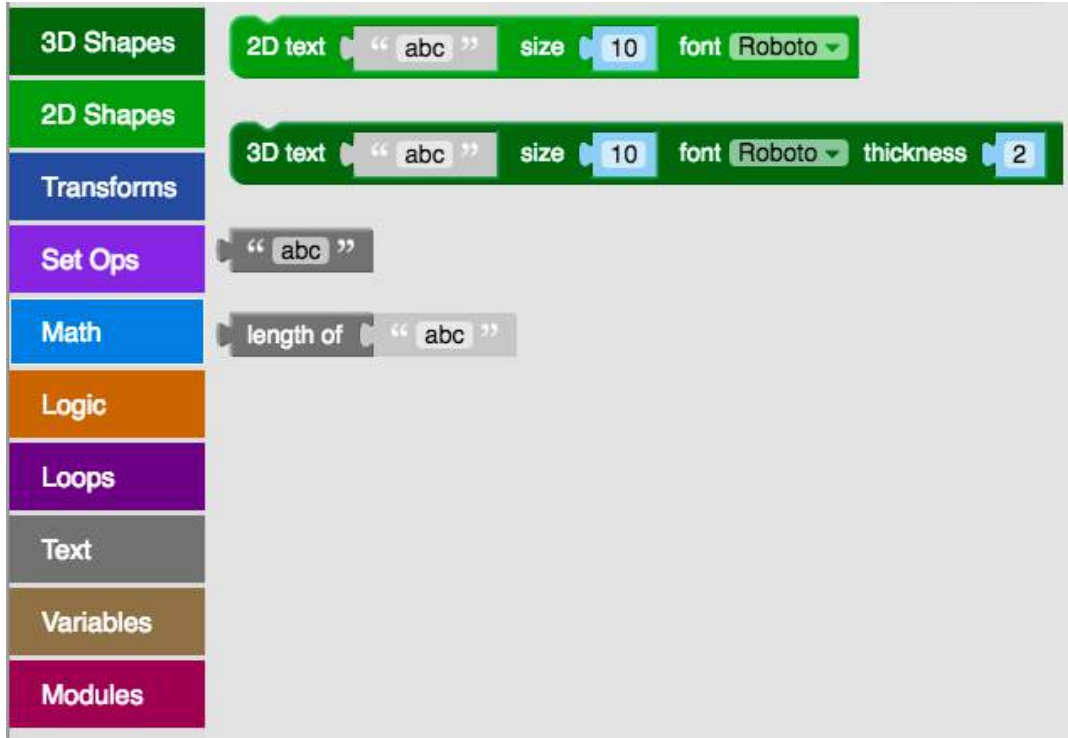 3D Shapes
2D Shapes
Transforms
Set Ops
Math
Logic
Loops
Text
Variables
Modules
2D text “ abc ” size 10 font Roboto
3D text “ abc ” size 10 font Roboto thickness 2
“ abc ”
length of “ abc ”